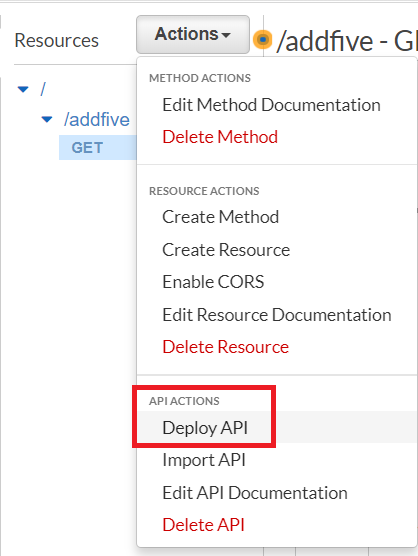 Resources
Actions
/addfive - G
/
/addfive
GET
METHOD ACTIONS
Edit Method Documentation
Delete Method
RESOURCE ACTIONS
Create Method
Create Resource
Enable CORS
Edit Resource Documentation
Delete Resource
API ACTIONS
Deploy API
Import API
Edit API Documentation
Delete API